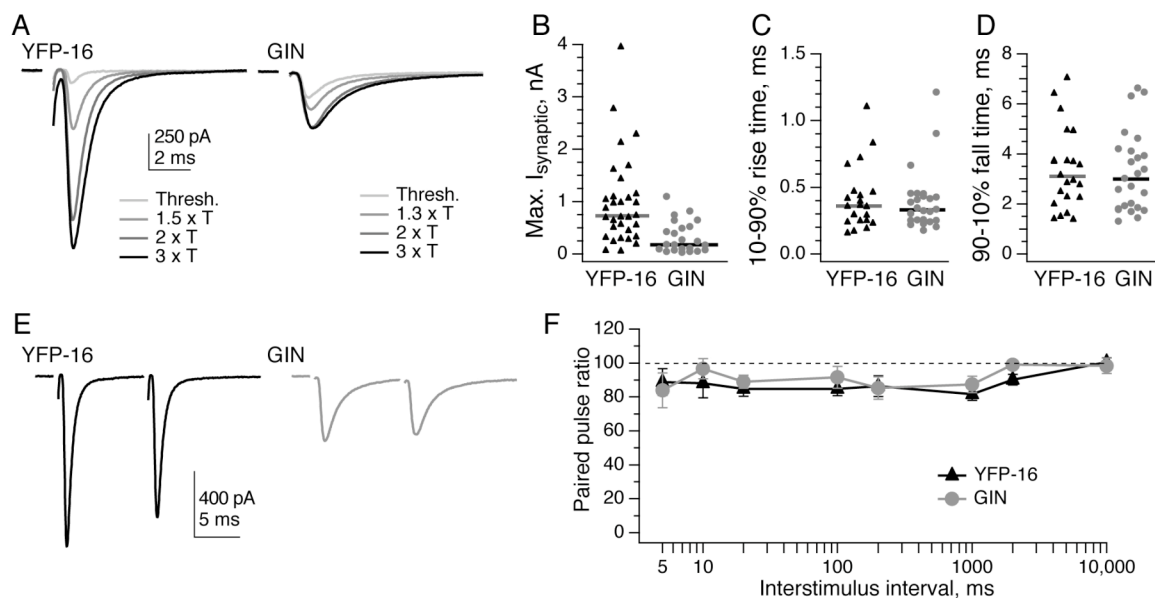 A
YFP-16
GIN
250 pA
2 ms
Thresh.
1.5 x T
2 x T
3 x T
Thresh.
1.3 x T
2 x T
3 x T
B
Max. Isynaptic, nA
4
3
2
1
0
YFP-16 GIN
C
10-90% rise time, ms
1.5
1.0
0.5
0.0
YFP-16 GIN
D
90-10% fall time, ms
8
6
4
2
0
YFP-16 GIN
E
YFP-16
GIN
400 pA
5 ms
F
Paired pulse ratio
120
100
80
60
40
20
0
YFP-16
GIN
5 10 100 1000 10,000
Interstimulus interval, ms